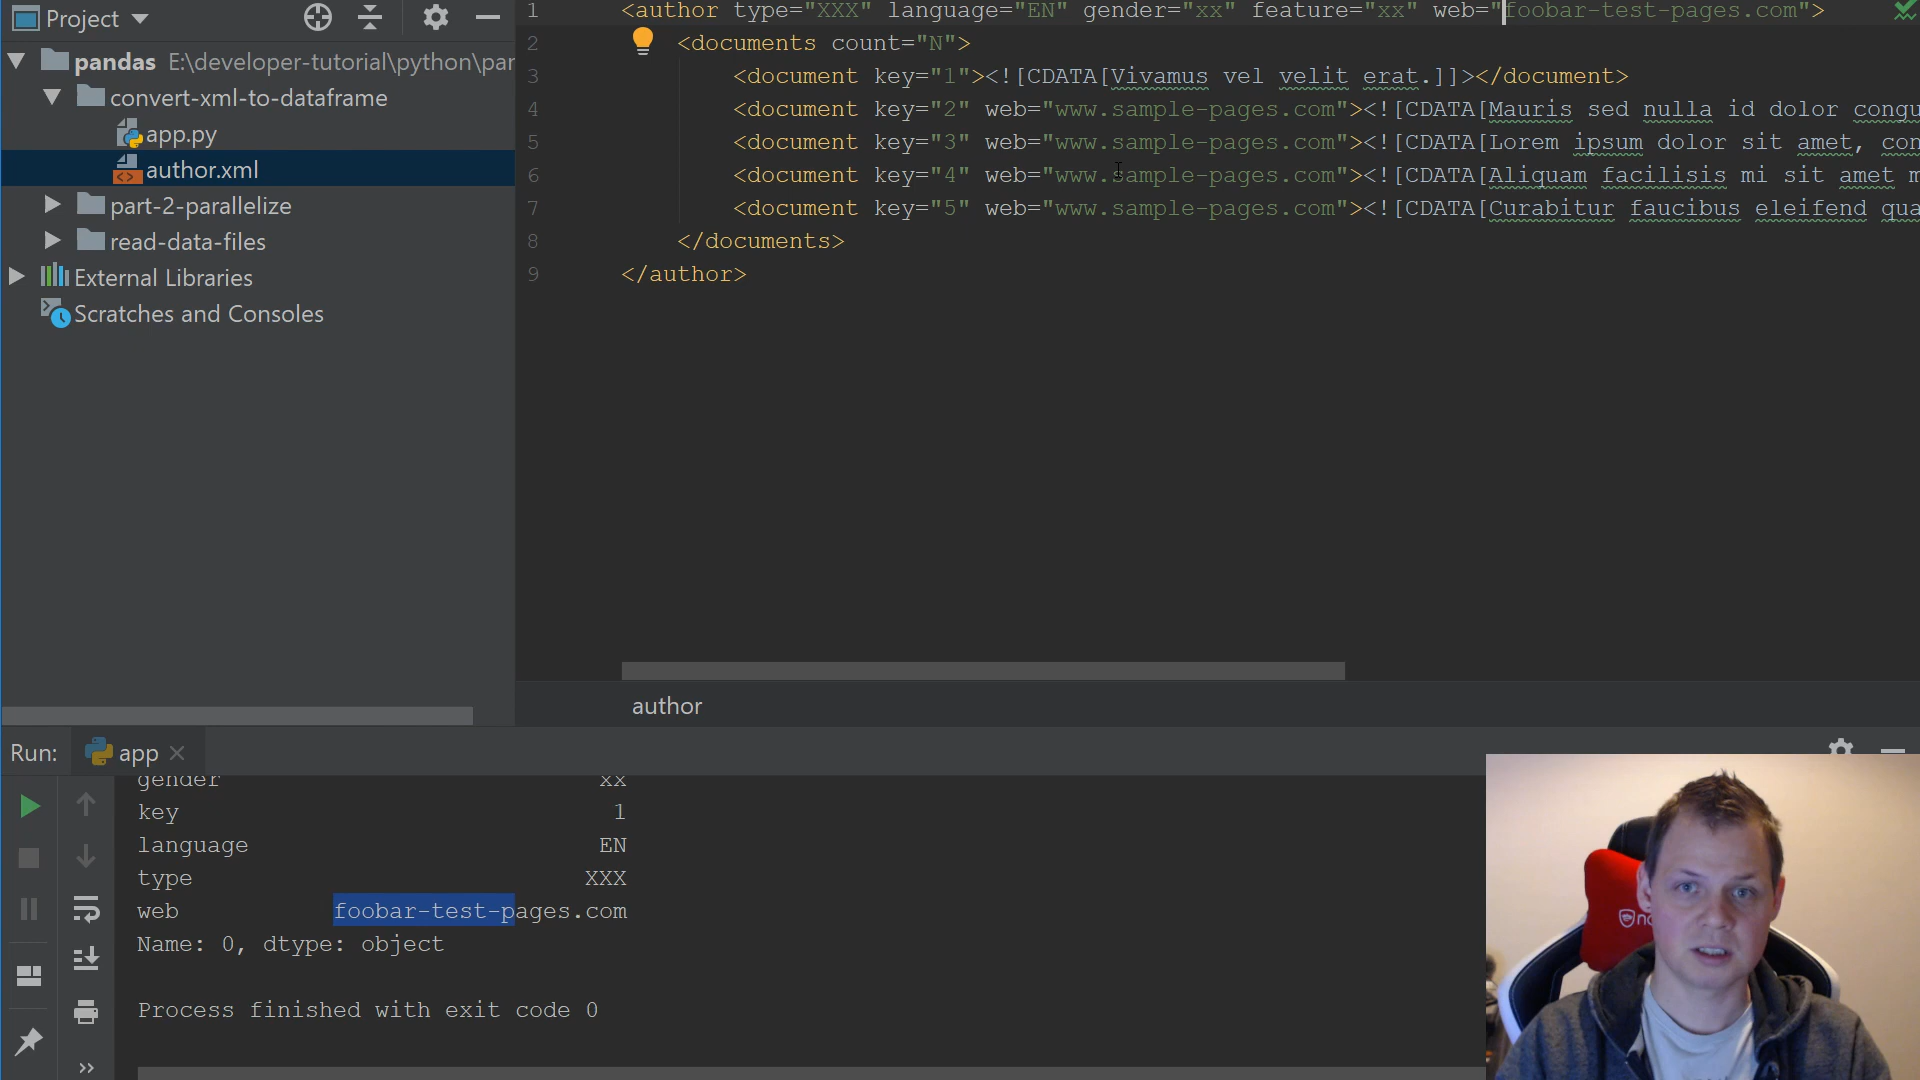 Project
pandas E:\developer-tutorial\python\par
convert-xml-to-dataframe
app.py
author.xml
part-2-parallelize
read-data-files
External Libraries
Scratches and Consoles
1 <author type="XXX" language="EN" gender="xx" feature="xx" web="foobar-test-pages.com">
2 <documents count="N">
3 <document key="1"><![CDATA[Vivamus vel velit erat.]]></document>
4 <document key="2" web="www.sample-pages.com"><![CDATA[Mauris sed nulla id dolor congu
5 <document key="3" web="www.sample-pages.com"><![CDATA[Lorem ipsum dolor sit amet, con
6 <document key="4" web="www.sample-pages.com"><![CDATA[Aliquam facilisis mi sit amet m
7 <document key="5" web="www.sample-pages.com"><![CDATA[Curabitur faucibus eleifend qua
8 </documents>
9 </author>
author
Run: app
gender xx
key 1
language EN
type XXX
web foobar-test-pages.com
Name: 0, dtype: object
Process finished with exit code 0